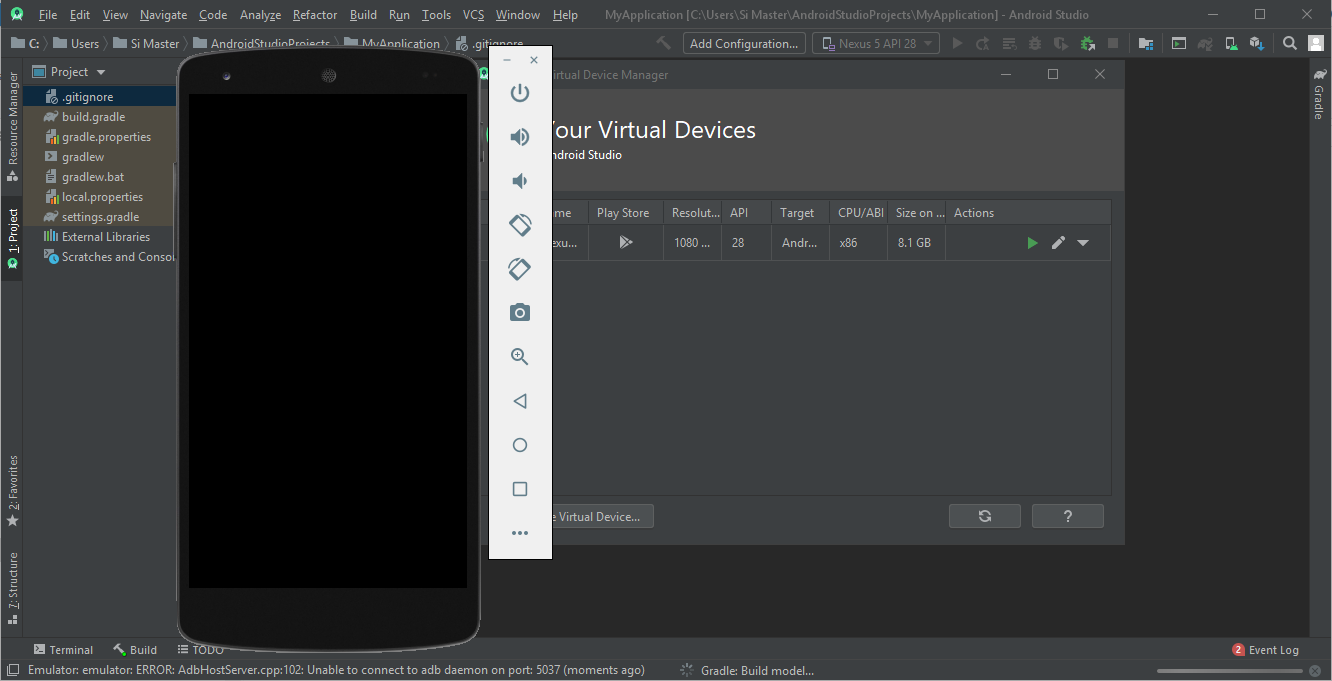 File Edit View Navigate Code Analyze Refactor Build Run Tools VCS Window Help MyApplication [C:\Users\Si Master\AndroidStudioProjects\MyApplication] - Android Studio
C: Users Si Master AndroidStudioProjects MyApplication .gitignore Add Configuration... Nexus 5 API 28
Project
.gitignore
build.gradle
gradle.properties
gradlew
gradlew.bat
local.properties
settings.gradle
External Libraries
Scratches and Consol
Resource Manager
1: Project
2: Favorites
7: Structure
Gradle
irtual Device Manager
Your Virtual Devices
ndroid Studio
me Play Store Resolut... API Target CPU/ABI Size on ... Actions
exu... 1080 ... 28 Andr... x86 8.1 GB
e Virtual Device...
?
Terminal Build TODO 2 Event Log
Emulator: emulator: ERROR: AdbHostServer.cpp:102: Unable to connect to adb daemon on port: 5037 (moments ago) Gradle: Build model...